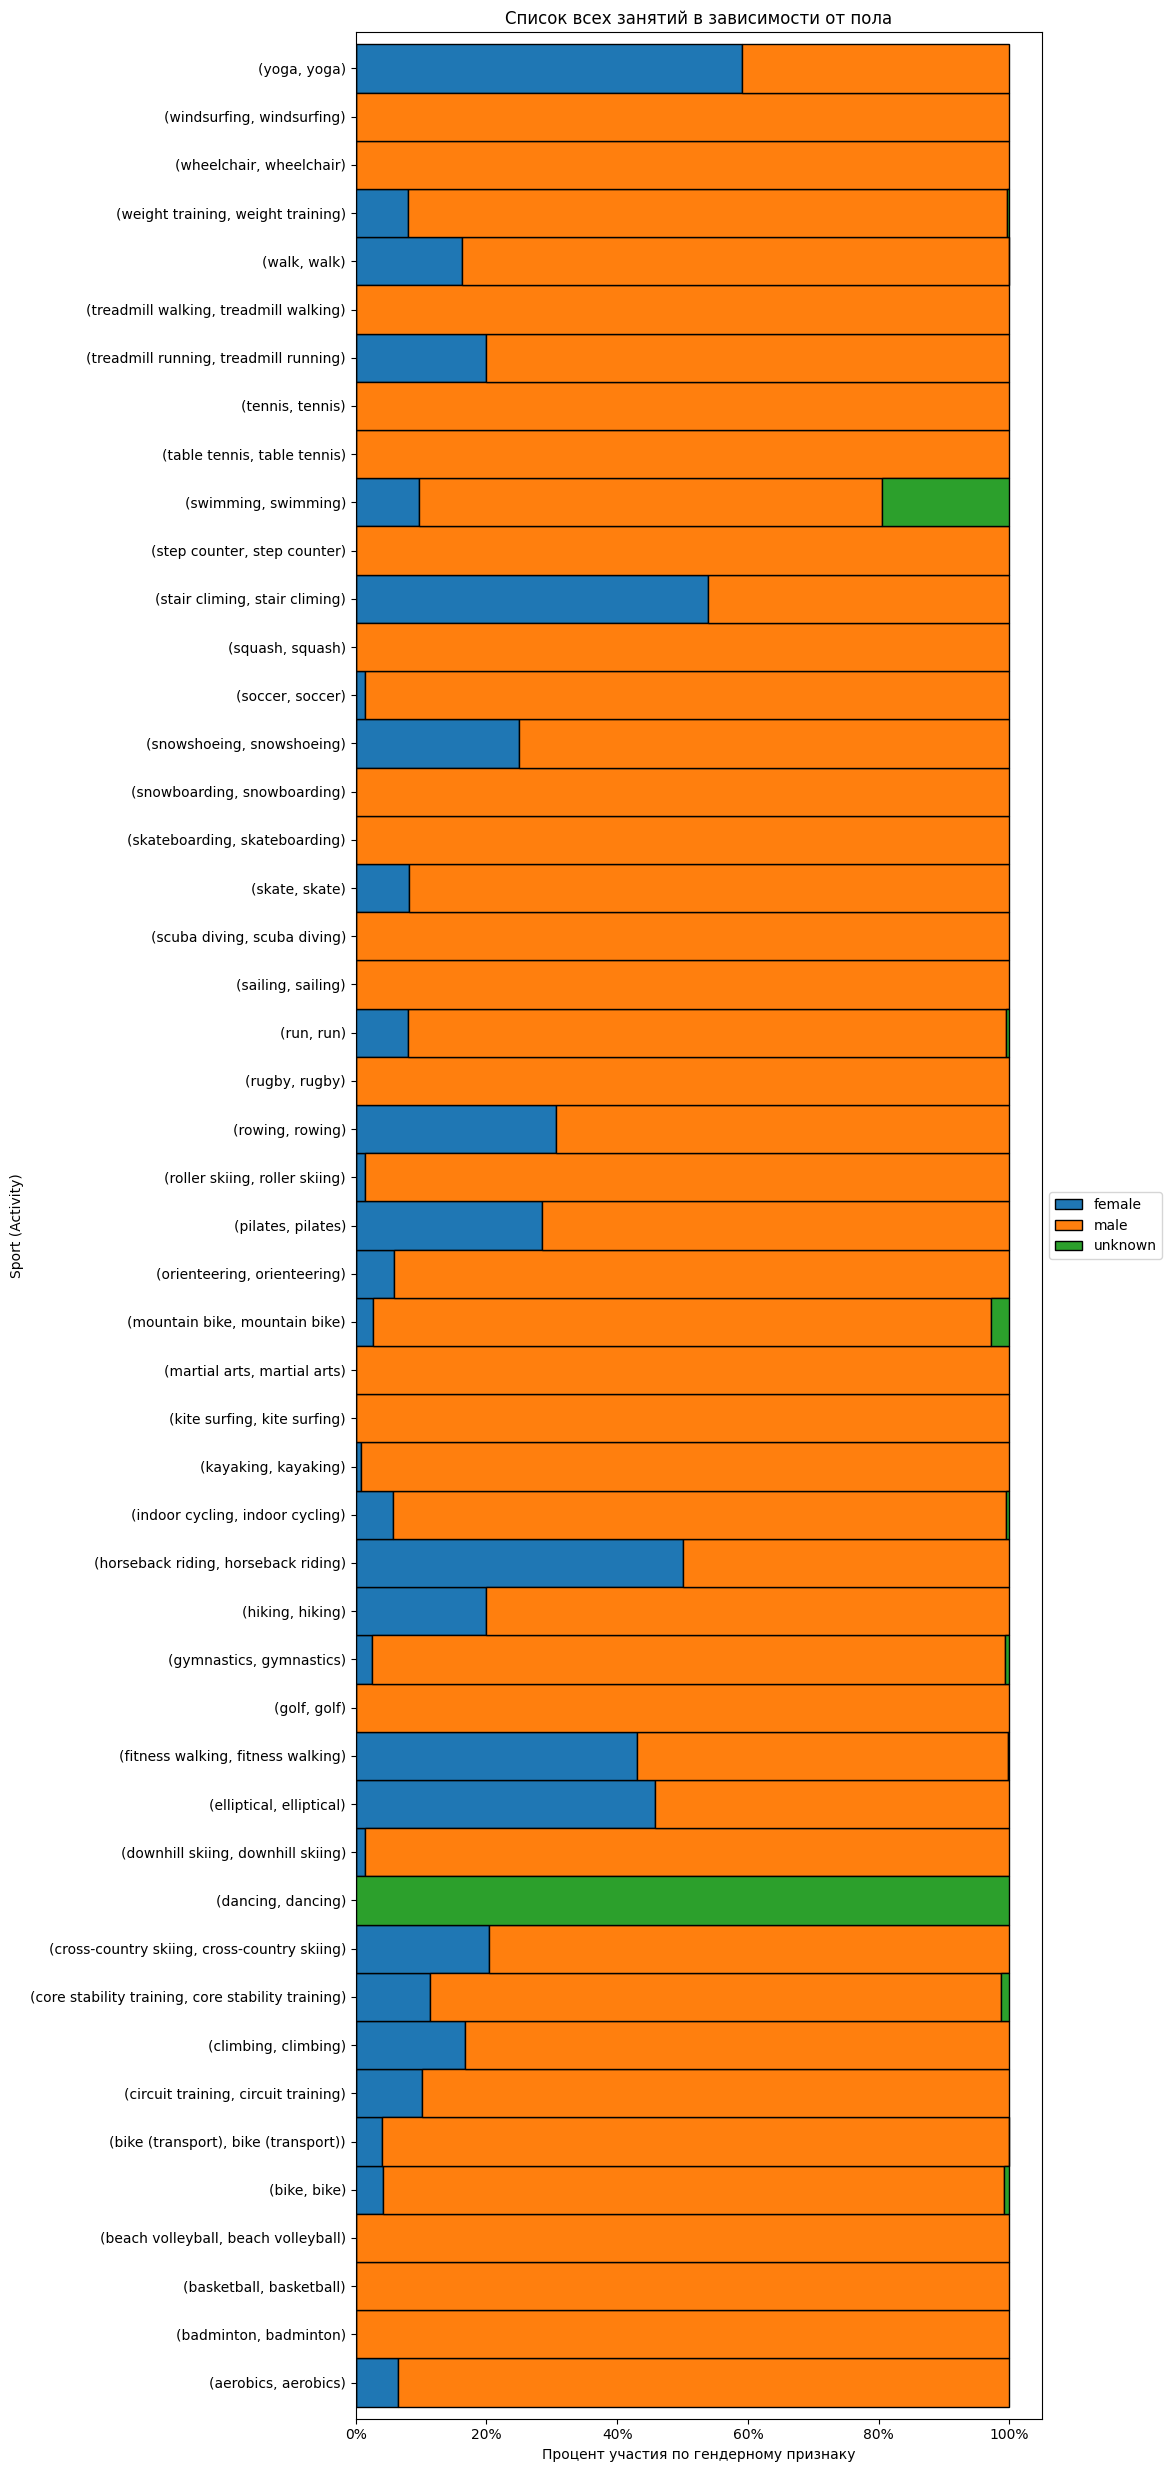 Список всех занятий в зависимости от пола
(yoga, yoga)
(windsurfing, windsurfing)
(wheelchair, wheelchair)
(weight training, weight training)
(walk, walk)
(treadmill walking, treadmill walking)
(treadmill running, treadmill running)
(tennis, tennis)
(table tennis, table tennis)
(swimming, swimming)
(step counter, step counter)
(stair climing, stair climing)
(squash, squash)
(soccer, soccer)
(snowshoeing, snowshoeing)
(snowboarding, snowboarding)
(skateboarding, skateboarding)
(skate, skate)
(scuba diving, scuba diving)
(sailing, sailing)
(run, run)
(rugby, rugby)
(rowing, rowing)
(roller skiing, roller skiing)
(pilates, pilates)
(orienteering, orienteering)
(mountain bike, mountain bike)
(martial arts, martial arts)
(kite surfing, kite surfing)
(kayaking, kayaking)
(indoor cycling, indoor cycling)
(horseback riding, horseback riding)
(hiking, hiking)
(gymnastics, gymnastics)
(golf, golf)
(fitness walking, fitness walking)
(elliptical, elliptical)
(downhill skiing, downhill skiing)
(dancing, dancing)
(cross-country skiing, cross-country skiing)
(core stability training, core stability training)
(climbing, climbing)
(circuit training, circuit training)
(bike (transport), bike (transport))
(bike, bike)
(beach volleyball, beach volleyball)
(basketball, basketball)
(badminton, badminton)
(aerobics, aerobics)
Sport (Activity)
0% 20% 40% 60% 80% 100%
Процент участия по гендерному признаку
female
male
unknown